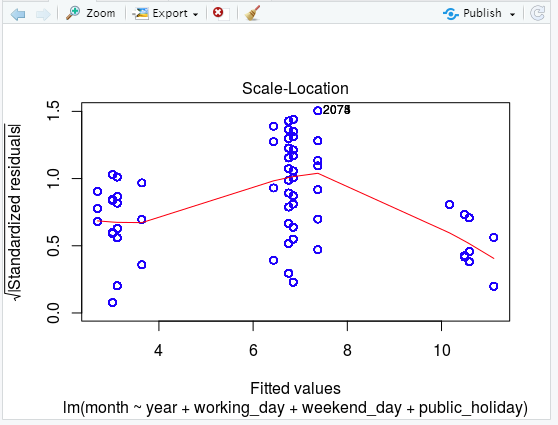 Zoom Export Publish
Scale-Location
2078
√|Standardized residuals|
1.5
1.0
0.5
0.0
4 6 8 10
Fitted values
lm(month ~ year + working_day + weekend_day + public_holiday)